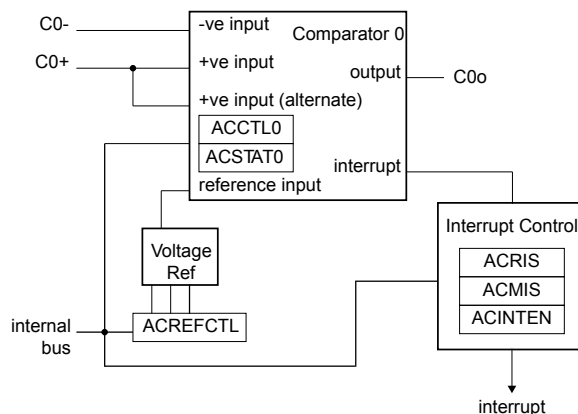 C0-
-ve input
Comparator 0
C0+
+ve input
output
C0o
+ve input (alternate)
ACCTL0
ACSTAT0
interrupt
reference input
Voltage
Ref
Interrupt Control
ACRIS
ACMIS
ACINTEN
internal
bus
ACREFCTL
interrupt